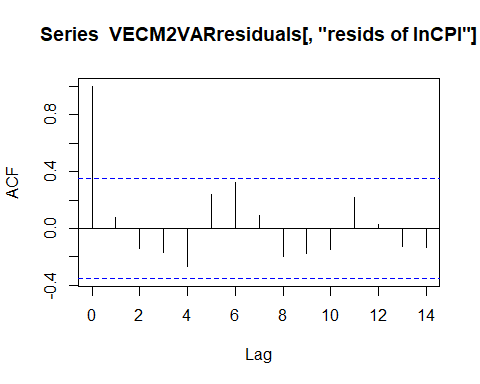 Series VECM2VARresiduals[, "resids of lnCPI"]
0.8
0.4
0.0
-0.4
ACF
0 2 4 6 8 10 12 14
Lag